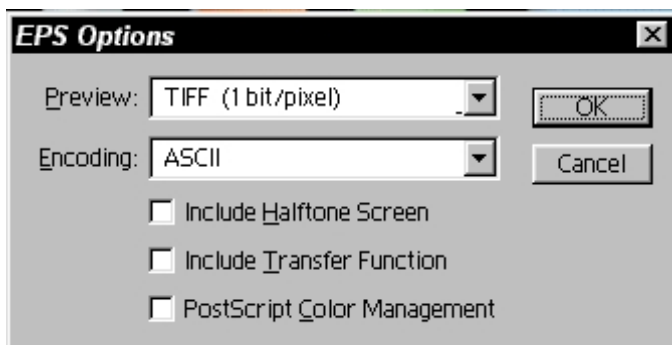 EPS Options
Preview: TIFF (1 bit/pixel)
OK
Encoding: ASCII
Cancel
Include Halftone Screen
Include Transfer Function
PostScript Color Management